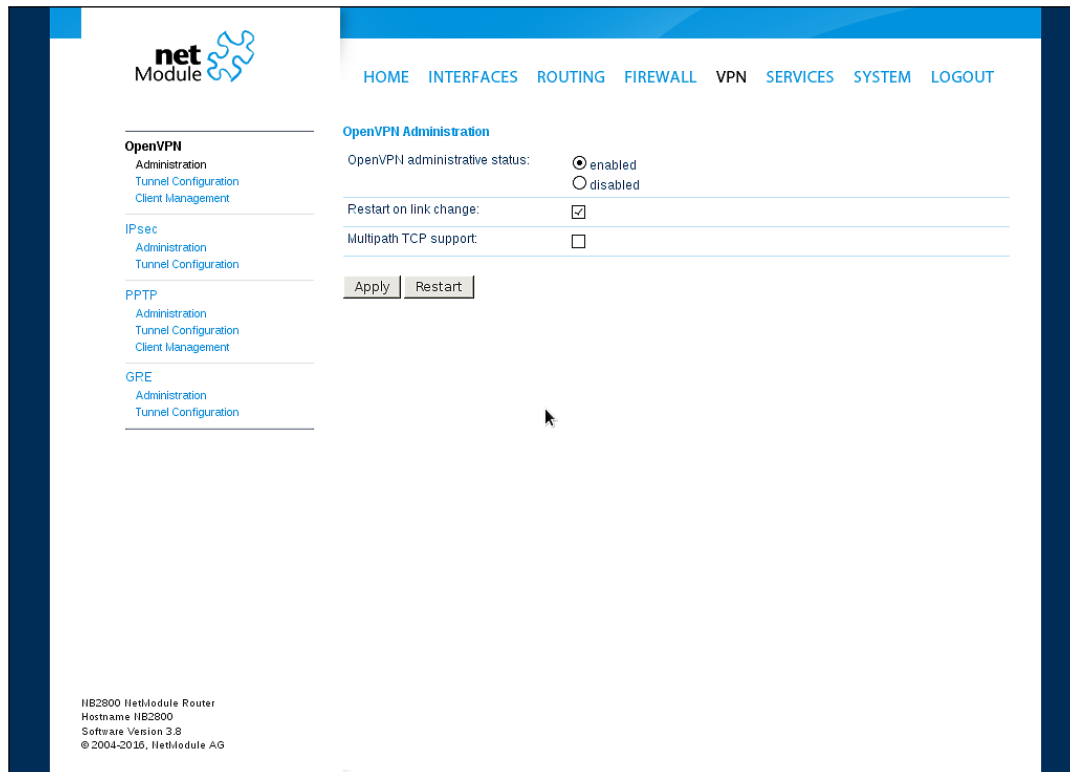 net
Module
HOME INTERFACES ROUTING FIREWALL VPN SERVICES SYSTEM LOGOUT
OpenVPN
Administration
Tunnel Configuration
Client Management
IPsec
Administration
Tunnel Configuration
PPTP
Administration
Tunnel Configuration
Client Management
GRE
Administration
Tunnel Configuration
OpenVPN Administration
OpenVPN administrative status:
enabled
disabled
Restart on link change:
Multipath TCP support:
Apply Restart
NB2800 NetModule Router
Hostname NB2800
Software Version 3.8
© 2004-2016, NetModule AG